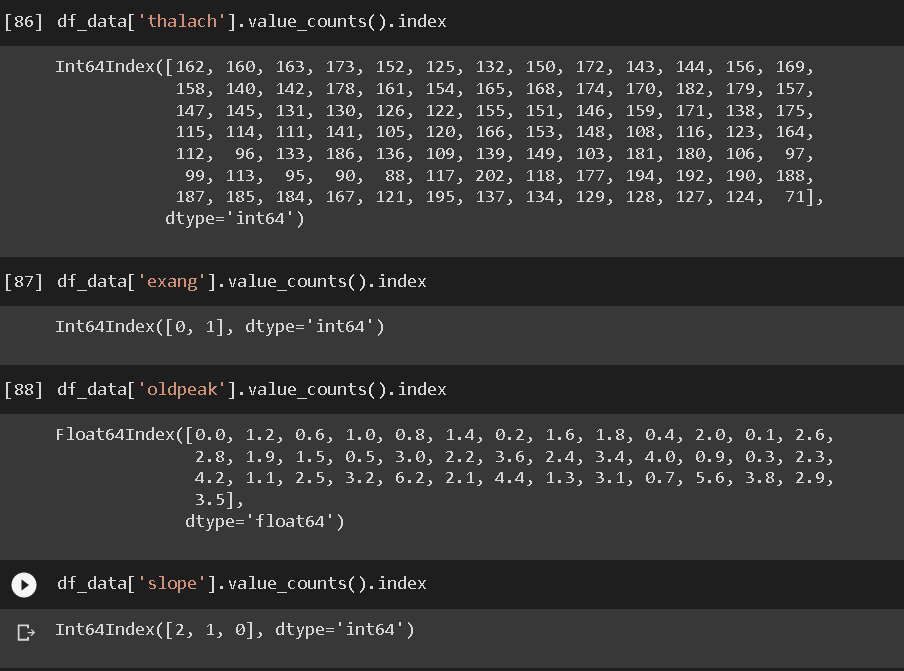 [86] df_data['thalach'].value_counts().index
Int64Index([162, 160, 163, 173, 152, 125, 132, 150, 172, 143, 144, 156, 169,
158, 140, 142, 178, 161, 154, 165, 168, 174, 170, 182, 179, 157,
147, 145, 131, 130, 126, 122, 155, 151, 146, 159, 171, 138, 175,
115, 114, 111, 141, 105, 120, 166, 153, 148, 108, 116, 123, 164,
112, 96, 133, 186, 136, 109, 139, 149, 103, 181, 180, 106, 97,
99, 113, 95, 90, 88, 117, 202, 118, 177, 194, 192, 190, 188,
187, 185, 184, 167, 121, 195, 137, 134, 129, 128, 127, 124, 71],
dtype='int64')
[87] df_data['exang'].value_counts().index
Int64Index([0, 1], dtype='int64')
[88] df_data['oldpeak'].value_counts().index
Float64Index([0.0, 1.2, 0.6, 1.0, 0.8, 1.4, 0.2, 1.6, 1.8, 0.4, 2.0, 0.1, 2.6,
2.8, 1.9, 1.5, 0.5, 3.0, 2.2, 3.6, 2.4, 3.4, 4.0, 0.9, 0.3, 2.3,
4.2, 1.1, 2.5, 3.2, 6.2, 2.1, 4.4, 1.3, 3.1, 0.7, 5.6, 3.8, 2.9,
3.5],
dtype='float64')
df_data['slope'].value_counts().index
Int64Index([2, 1, 0], dtype='int64')